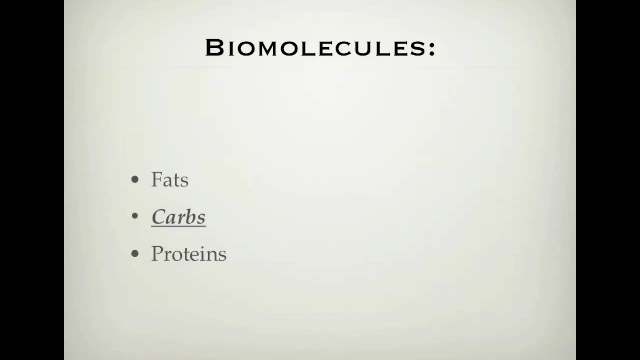 Biomolecules:
• Fats
• Carbs
• Proteins